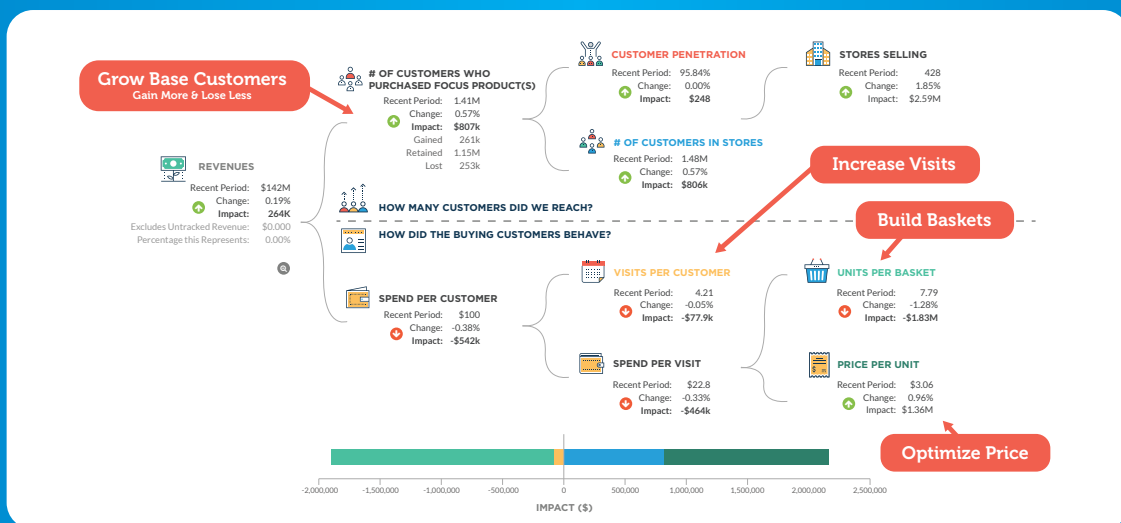 Grow Base Customers
Gain More & Lose Less
# OF CUSTOMERS WHO
PURCHASED FOCUS PRODUCT(S)
Recent Period: 1.41M
Change: 0.57%
Impact: $807k
Gained 261k
Retained 1.15M
Lost 253k
CUSTOMER PENETRATION
Recent Period: 95.84%
Change: 0.00%
Impact: $248
STORES SELLING
Recent Period: 428
Change: 1.85%
Impact: $2.59M
# OF CUSTOMERS IN STORES
Recent Period: 1.48M
Change: 0.57%
Impact: $806k
REVENUES
Recent Period: $142M
Change: 0.19%
Impact: 264K
Excludes Untracked Revenue: $0.000
Percentage this Represents: 0.00%
HOW MANY CUSTOMERS DID WE REACH?
HOW DID THE BUYING CUSTOMERS BEHAVE?
Increase Visits
Build Baskets
SPEND PER CUSTOMER
Recent Period: $100
Change: -0.38%
Impact: -$542k
VISITS PER CUSTOMER
Recent Period: 4.21
Change: -0.05%
Impact: -$77.9k
UNITS PER BASKET
Recent Period: 7.79
Change: -1.28%
Impact: -$1.83M
SPEND PER VISIT
Recent Period: $22.8
Change: -0.33%
Impact: -$464k
PRICE PER UNIT
Recent Period: $3.06
Change: 0.96%
Impact: $1.36M
Optimize Price
-2,000,000 -1,500,000 -1,000,000 -500,000 0 500,000 1,000,000 1,500,000 2,000,000 2,500,000
IMPACT ($)